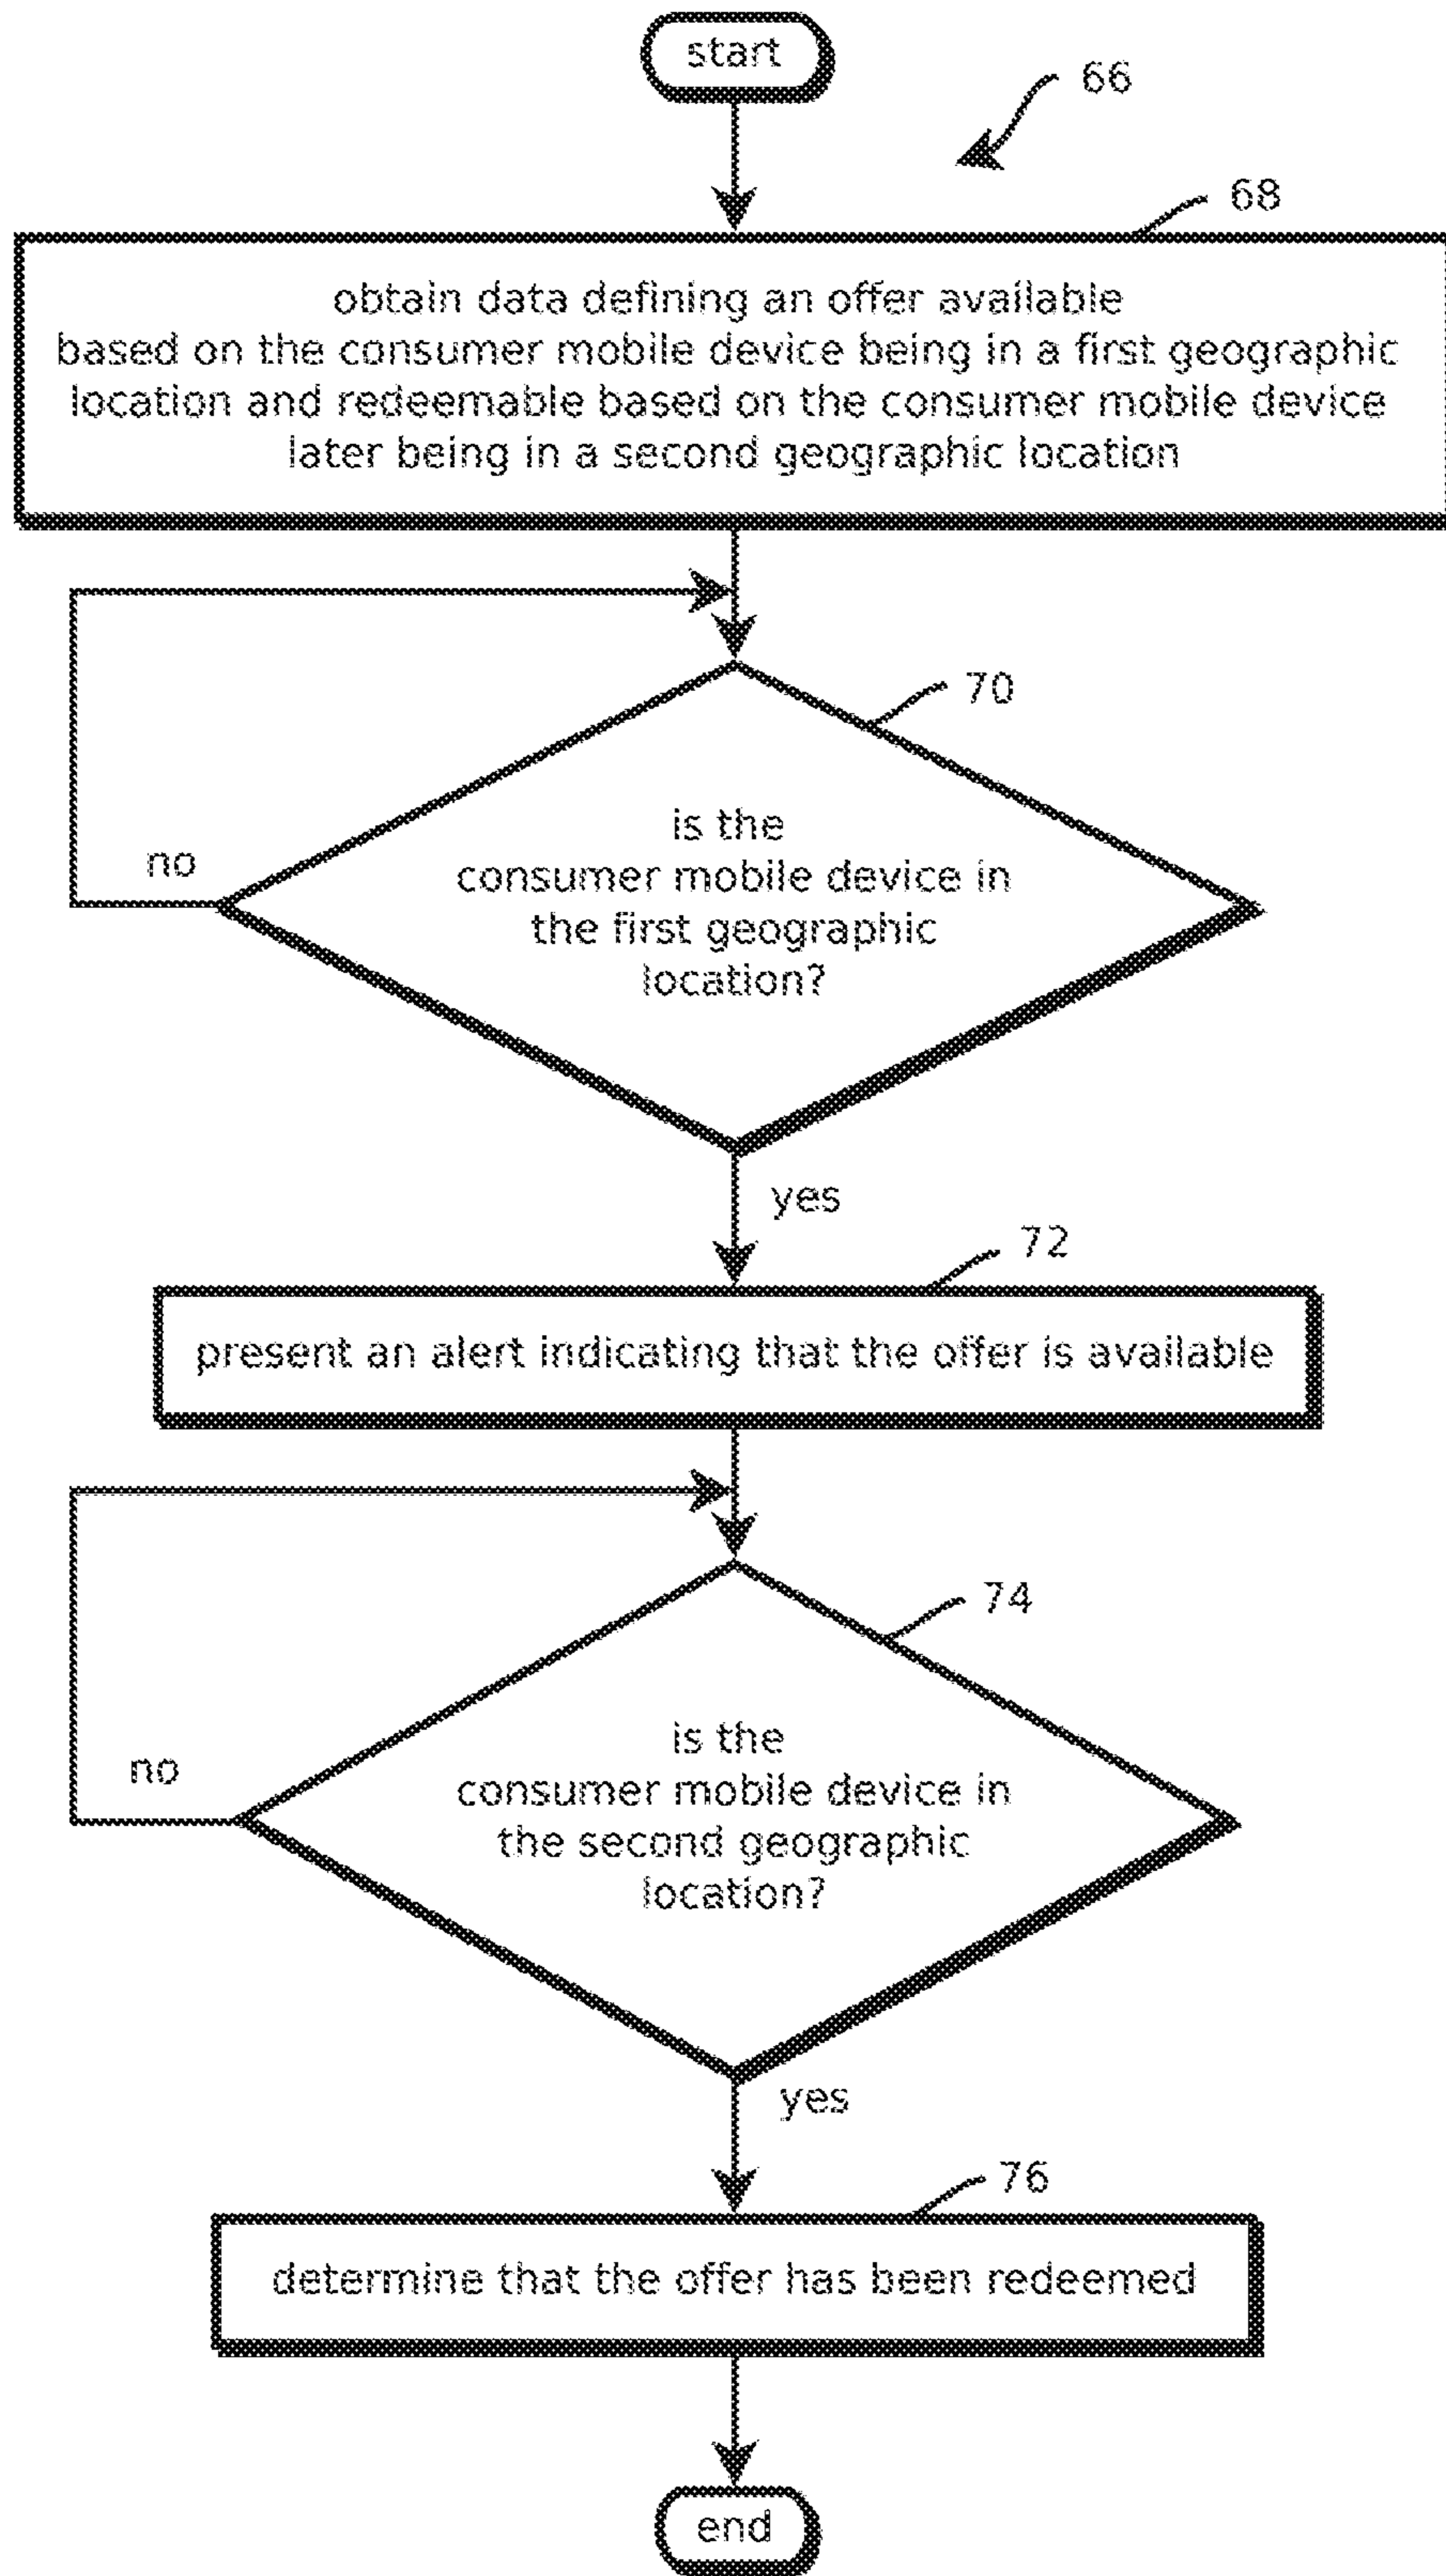 start
66
68
obtain data defining an offer available
based on the consumer mobile device being in a first geographic
location and redeemable based on the consumer mobile device
later being in a second geographic location
70
is the
consumer mobile device in
the first geographic
location?
no
yes
72
present an alert indicating that the offer is available
74
is the
consumer mobile device in
the second geographic
location?
no
yes
76
determine that the offer has been redeemed
end